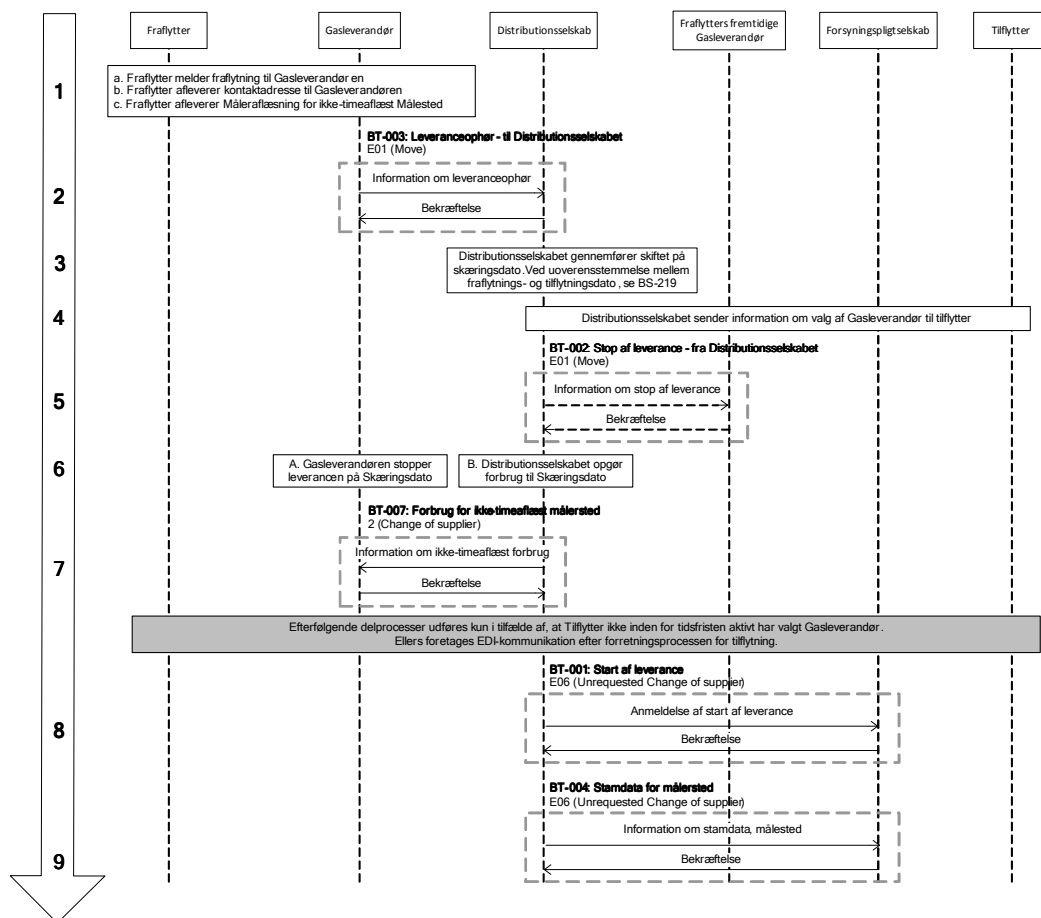 Fraflytter
Gasleverandør
Distributionsselskab
Fraflytters fremtidige
Gasleverandør
Forsyningspligtselskab
Tilflytter
1
a. Fraflytter melder fraflytning til Gasleverandør en
b. Fraflytter afleverer kontaktadresse til Gasleverandøren
c. Fraflytter afleverer Måleraflæsning for ikke-timeaflæst Målested
BT-003: Leveranceophør - til Distributionsselskabet
E01 (Move)
2
Information om leveranceophør
Bekræftelse
3
Distributionsselskabet gennemfører skiftet på
skæringsdato. Ved uoverensstemmelse mellem
fraflytnings- og tilflytningsdato, se BS-219
4
Distributionsselskabet sender information om valg af Gasleverandør til tilflytter
BT-002: Stop af leverance - fra Distributionsselskabet
E01 (Move)
5
Information om stop af leverance
Bekræftelse
6
A. Gasleverandøren stopper
leverancen på Skæringsdato
B. Distributionsselskabet opgør
forbrug til Skæringsdato
BT-007: Forbrug for ikke-timeaflæst målersted
2 (Change of supplier)
7
Information om ikke-timeaflæst forbrug
Bekræftelse
Efterfølgende delprocesser udføres kun i tilfælde af, at Tilflytter ikke inden for tidsfristen aktivt har valgt Gasleverandør.
Ellers foretages EDI-kommunikation efter forretningsprocessen for tilflytning.
BT-001: Start af leverance
E06 (Unrequested Change of supplier)
8
Anmeldelse af start af leverance
Bekræftelse
BT-004: Stamdata for målersted
E06 (Unrequested Change of supplier)
Information om stamdata, målested
9
Bekræftelse